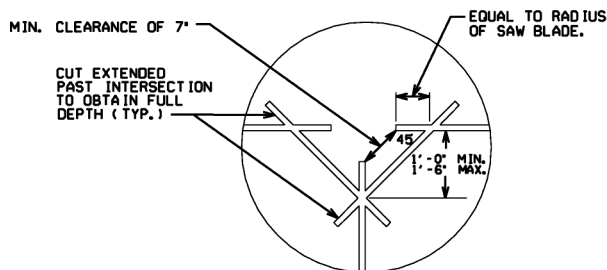 MIN. CLEARANCE OF 7"
EQUAL TO RADIUS
OF SAW BLADE.
CUT EXTENDED
PAST INTERSECTION
TO OBTAIN FULL
DEPTH (TYP.)
45
1'-0" MIN.
1'-6" MAX.